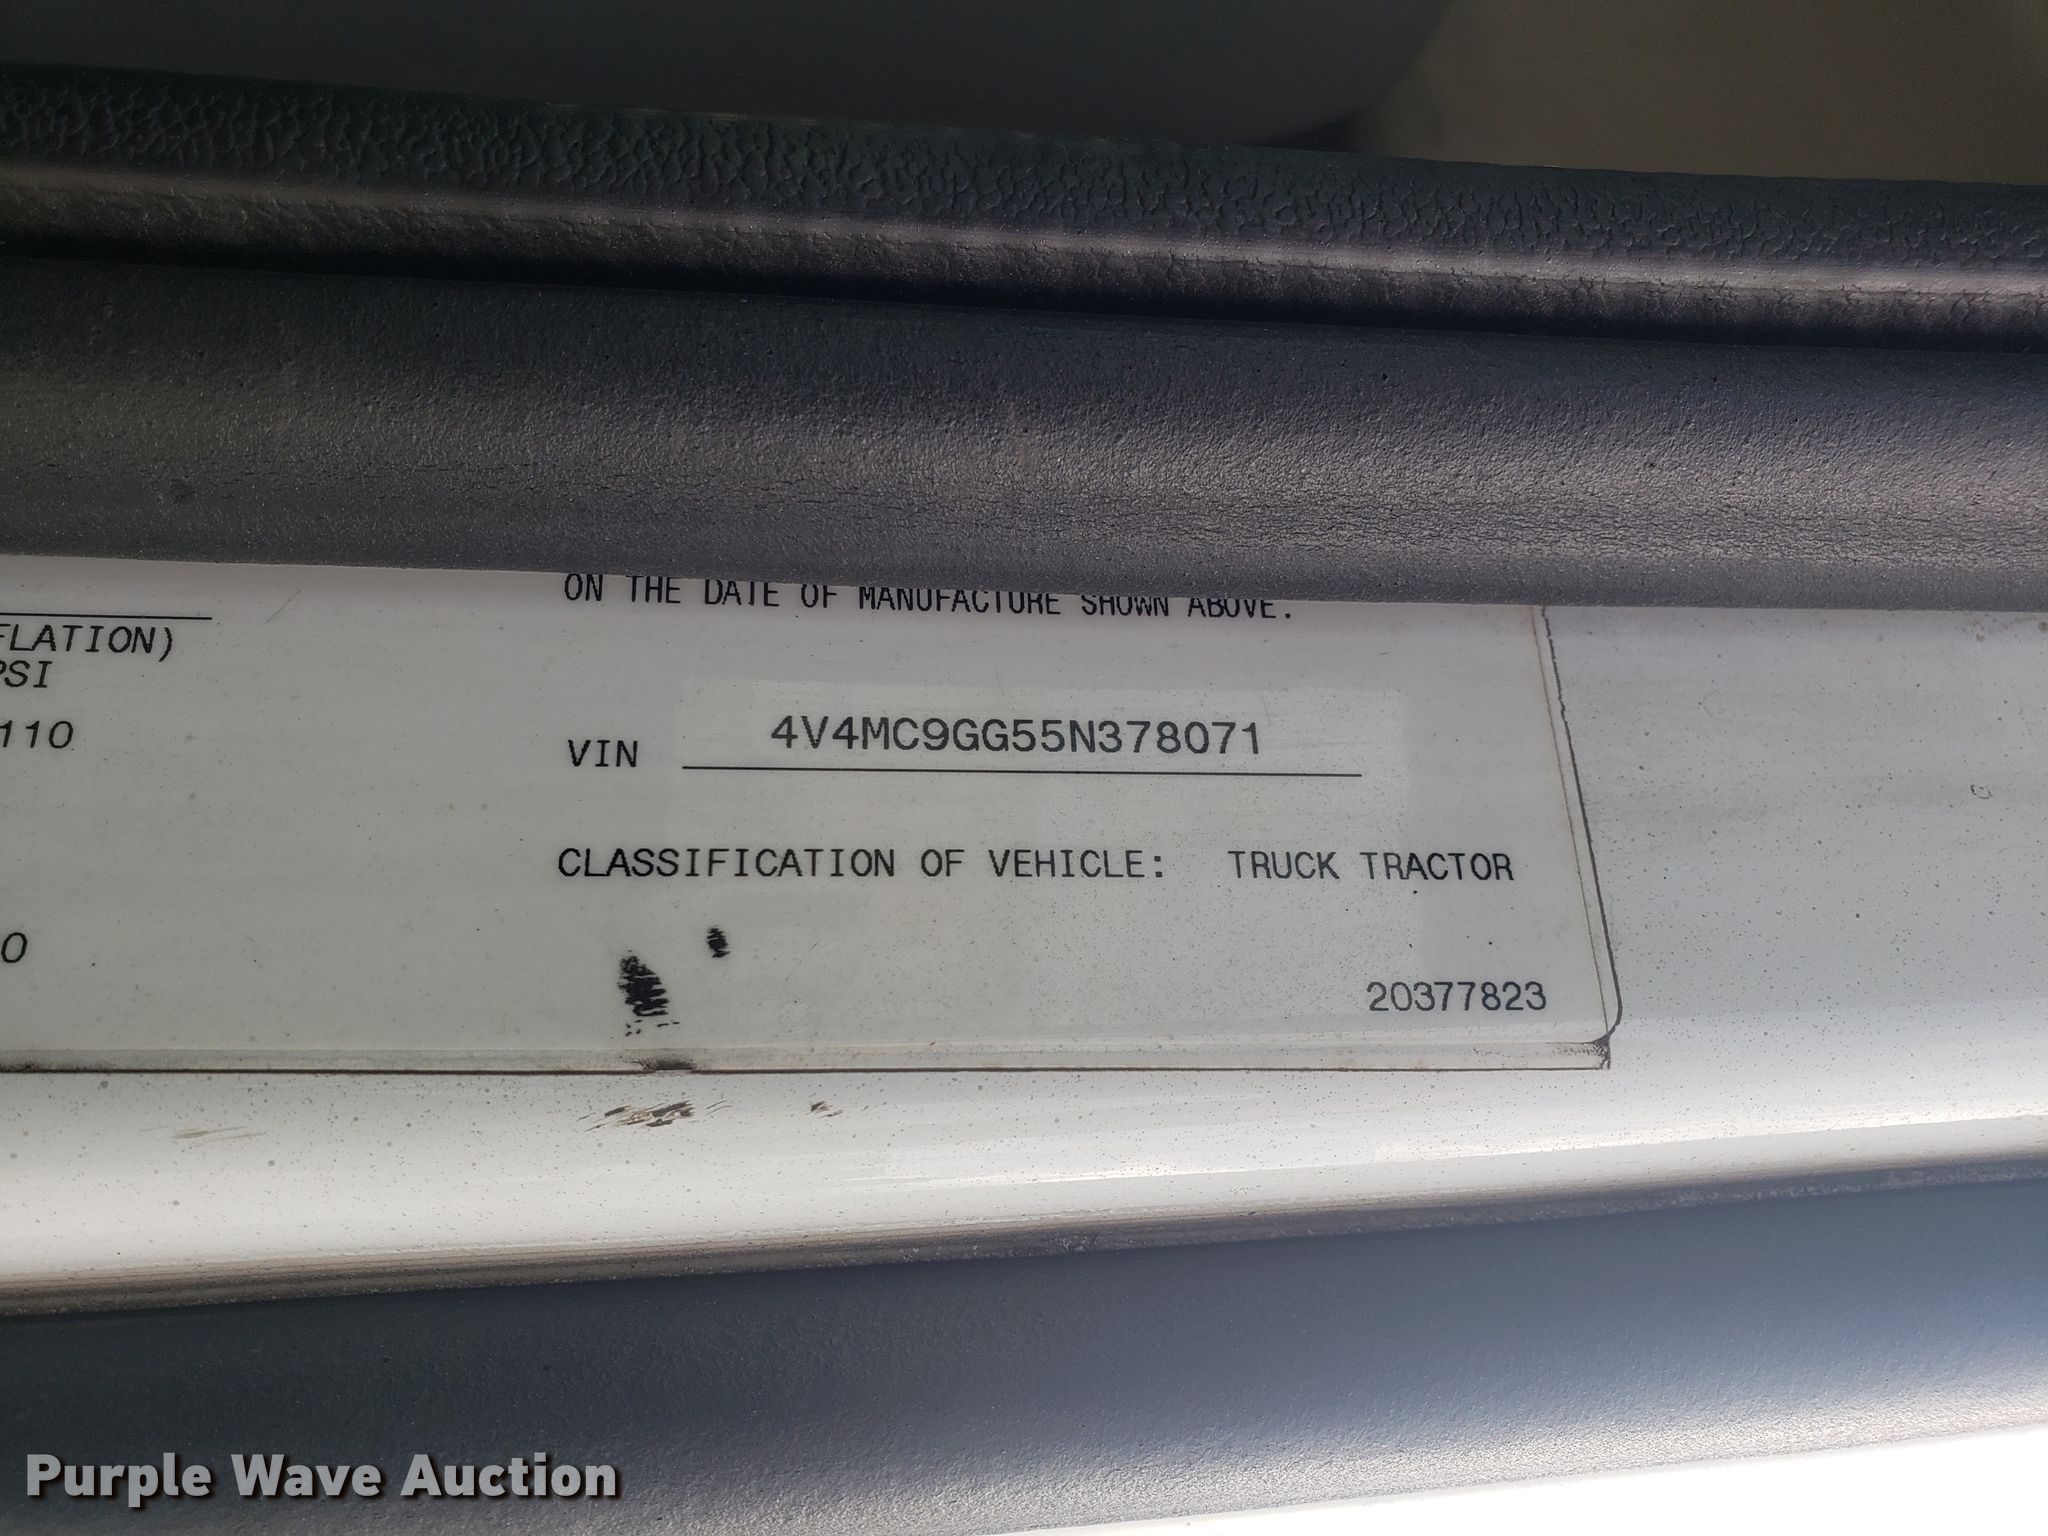 ON THE DATE OF MANUFACTURE SHOWN ABOVE.
FLATION)
PSI
110
VIN 4V4MC9GG55N378071
CLASSIFICATION OF VEHICLE: TRUCK TRACTOR
0
20377823
Purple Wave Auction